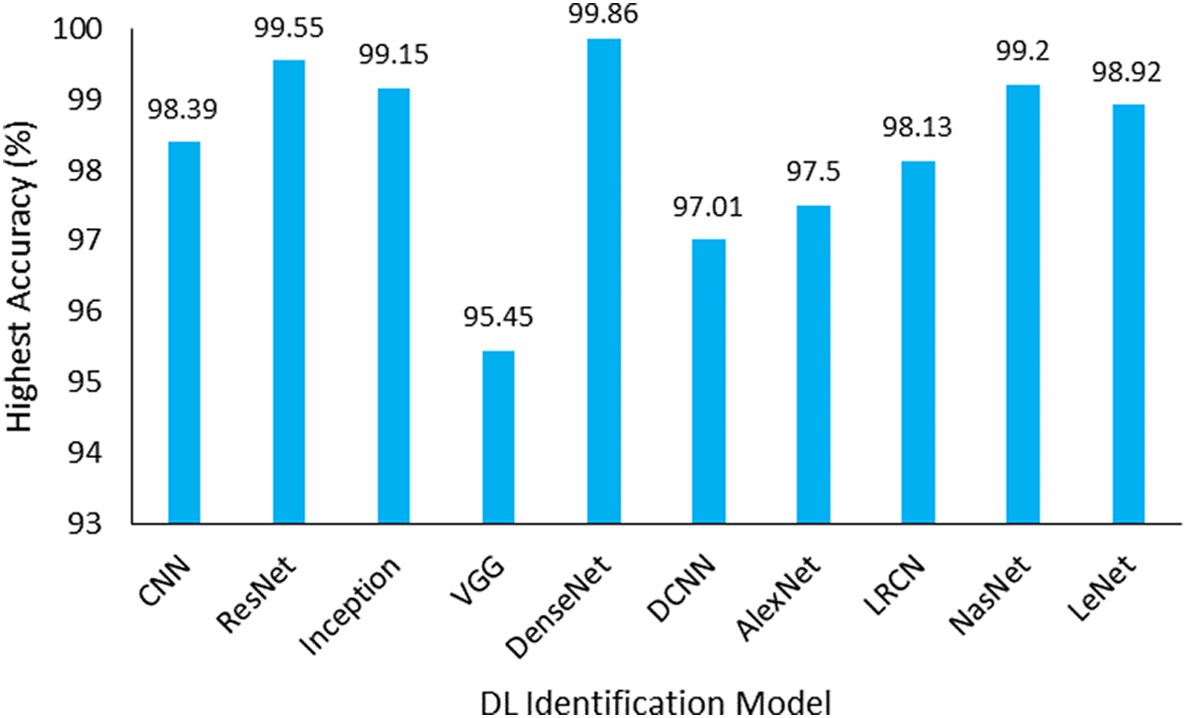 99.86
100
99.55
99.15
99.2
98.92
99
98.39
98.13
98
97.5
97.01
97
Highest Accuracy (%)
96
95.45
95
94
93
CNN
ResNet
Inception
VGG
DenseNet
DCNN
AlexNet
LRCN
NasNet
LeNet
DL Identification Model